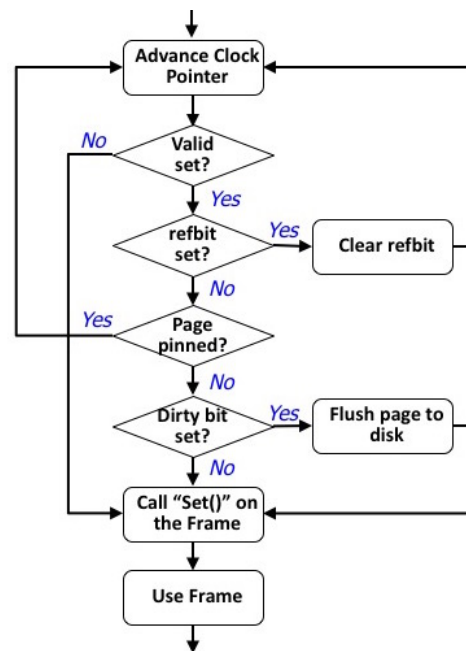 Advance Clock
Pointer
No
Valid
set?
Yes
refbit
set?
Yes
Clear refbit
No
Yes
Page
pinned?
No
Dirty bit
set?
Yes
Flush page to
disk
No
Call “Set()” on
the Frame
Use Frame